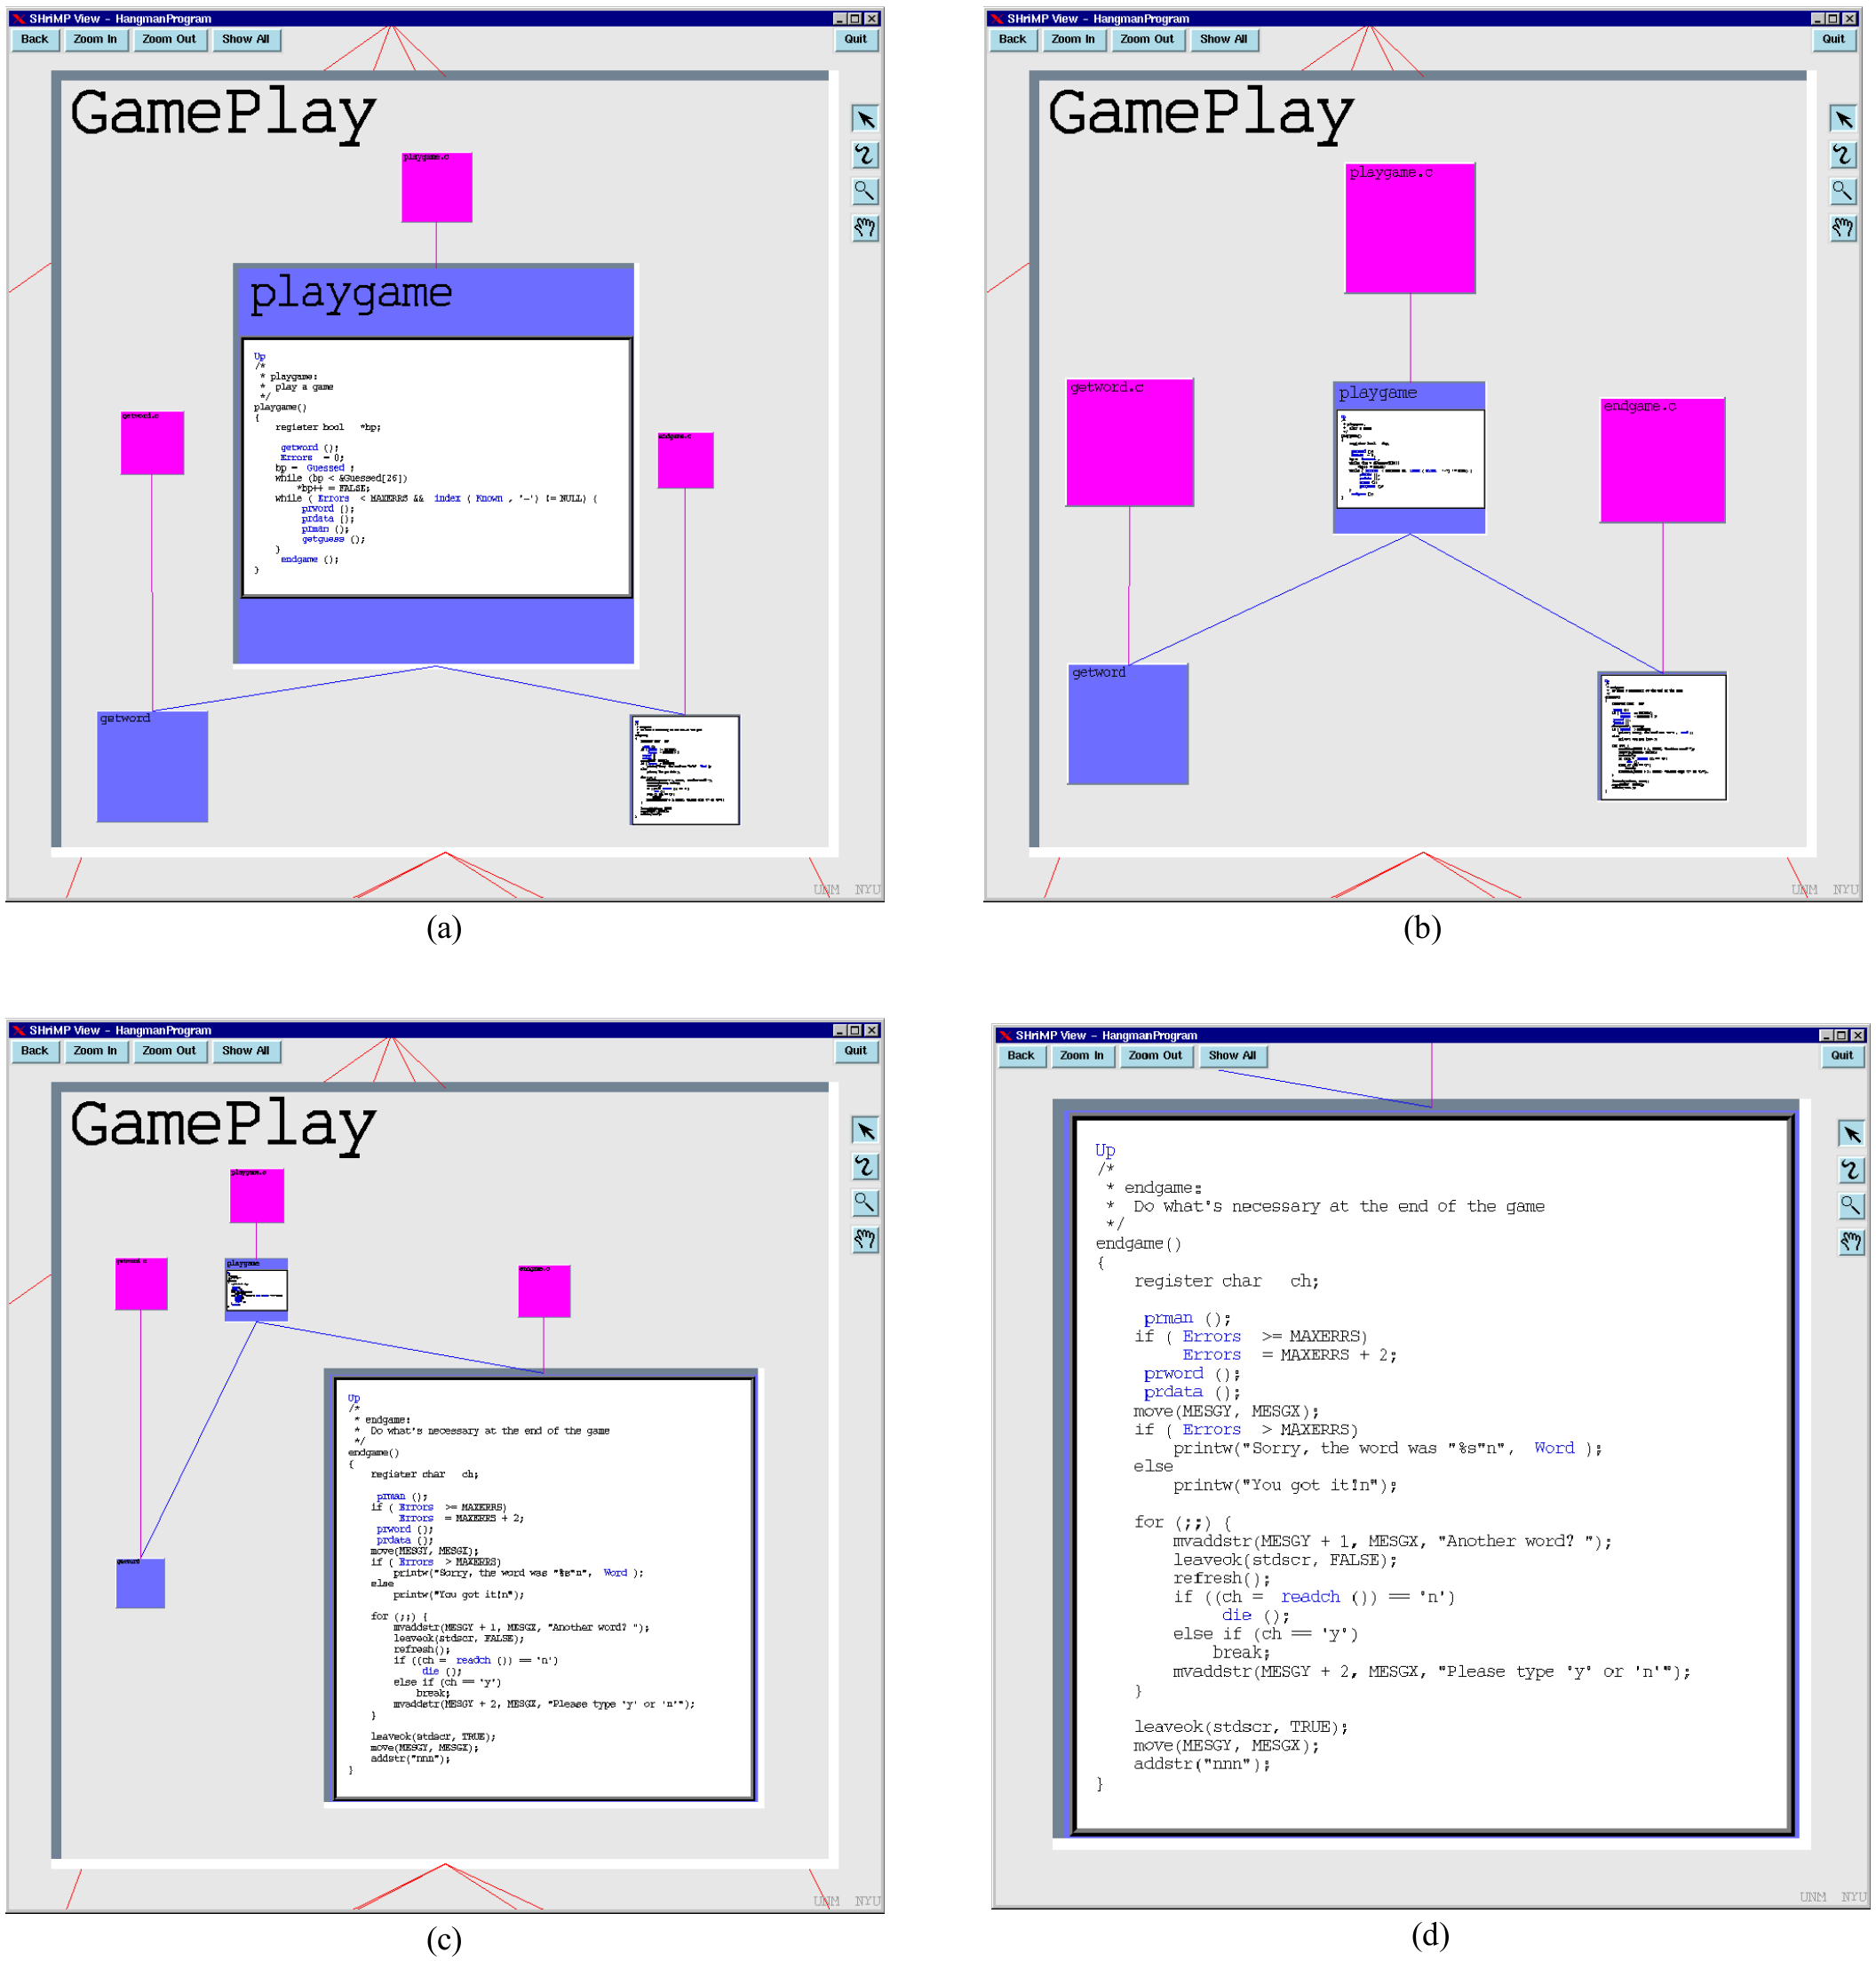 SHriMP View - HangmanProgram
Back Zoom In Zoom Out Show All Quit
GamePlay
playgame.c
playgame
Up
/*
* playgame:
* play a game
*/
playgame()
{
register bool *bp;
getword ();
Errors = 0;
bp = Guessed ;
while (bp < &Guessed[26])
*bp++ = FALSE;
while ( Errors < MAXERRS && index ( Known , '-') != NULL) {
prword ();
prdata ();
prman ();
getguess ();
}
endgame ();
}
getword.c
endgame.c
getword
UNM NYU
(a)
SHriMP View - HangmanProgram
Back Zoom In Zoom Out Show All Quit
GamePlay
playgame.c
getword.c
playgame
endgame.c
getword
UNM NYU
(b)
SHriMP View - HangmanProgram
Back Zoom In Zoom Out Show All Quit
GamePlay
playgame.c
getword.c
playgame
endgame.c
Up
/*
* endgame:
* Do what's necessary at the end of the game
*/
endgame()
{
register char ch;
prman ();
if ( Errors >= MAXERRS)
Errors = MAXERRS + 2;
prword ();
prdata ();
move(MESGY, MESGX);
if ( Errors > MAXERRS)
printw("Sorry, the word was "%s"n", Word );
else
printw("You got it!n");
for (;;) {
mvaddstr(MESGY + 1, MESGX, "Another word? ");
leaveok(stdscr, FALSE);
refresh();
if ((ch = readch ()) == 'n')
die ();
else if (ch == 'y')
break;
mvaddstr(MESGY + 2, MESGX, "Please type 'y' or 'n'");
}
leaveok(stdscr, TRUE);
move(MESGY, MESGX);
addstr("nnn");
}
getword
UNM NYU
(c)
SHriMP View - HangmanProgram
Back Zoom In Zoom Out Show All Quit
Up
/*
* endgame:
* Do what's necessary at the end of the game
*/
endgame()
{
register char ch;
prman ();
if ( Errors >= MAXERRS)
Errors = MAXERRS + 2;
prword ();
prdata ();
move(MESGY, MESGX);
if ( Errors > MAXERRS)
printw("Sorry, the word was "%s"n", Word );
else
printw("You got it!n");
for (;;) {
mvaddstr(MESGY + 1, MESGX, "Another word? ");
leaveok(stdscr, FALSE);
refresh();
if ((ch = readch ()) == 'n')
die ();
else if (ch == 'y')
break;
mvaddstr(MESGY + 2, MESGX, "Please type 'y' or 'n'");
}
leaveok(stdscr, TRUE);
move(MESGY, MESGX);
addstr("nnn");
}
UNM NYU
(d)